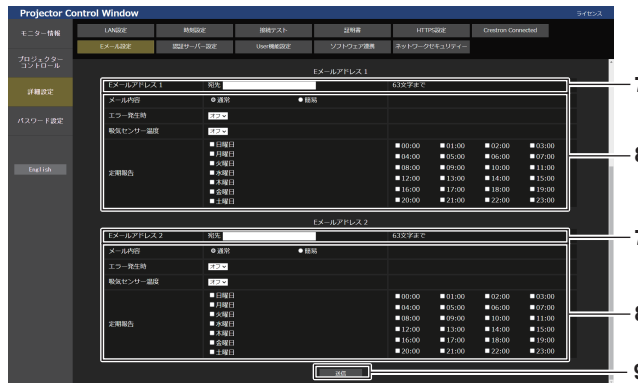 Projector Control Window
ライセンス
モニター情報
プロジェクター
コントロール
詳細設定
パスワード設定
English
LAN設定 時刻設定 接続テスト 証明書 HTTPS設定 Crestron Connected
Eメール設定 認証サーバー設定 User機能設定 ソフトウェア連携 ネットワークセキュリティー
Eメールアドレス 1
Eメールアドレス 1 宛先 63文字まで
7
メール内容 通常 簡易
エラー発生時 オフ
吸気センサー温度 オフ
定期報告
日曜日
月曜日
火曜日
水曜日
木曜日
金曜日
土曜日
00:00 01:00 02:00 03:00
04:00 05:00 06:00 07:00
08:00 09:00 10:00 11:00
12:00 13:00 14:00 15:00
16:00 17:00 18:00 19:00
20:00 21:00 22:00 23:00
8
Eメールアドレス 2
Eメールアドレス 2 宛先 63文字まで
7
メール内容 通常 簡易
エラー発生時 オフ
吸気センサー温度 オフ
定期報告
日曜日
月曜日
火曜日
水曜日
木曜日
金曜日
土曜日
00:00 01:00 02:00 03:00
04:00 05:00 06:00 07:00
08:00 09:00 10:00 11:00
12:00 13:00 14:00 15:00
16:00 17:00 18:00 19:00
20:00 21:00 22:00 23:00
8
送信
9